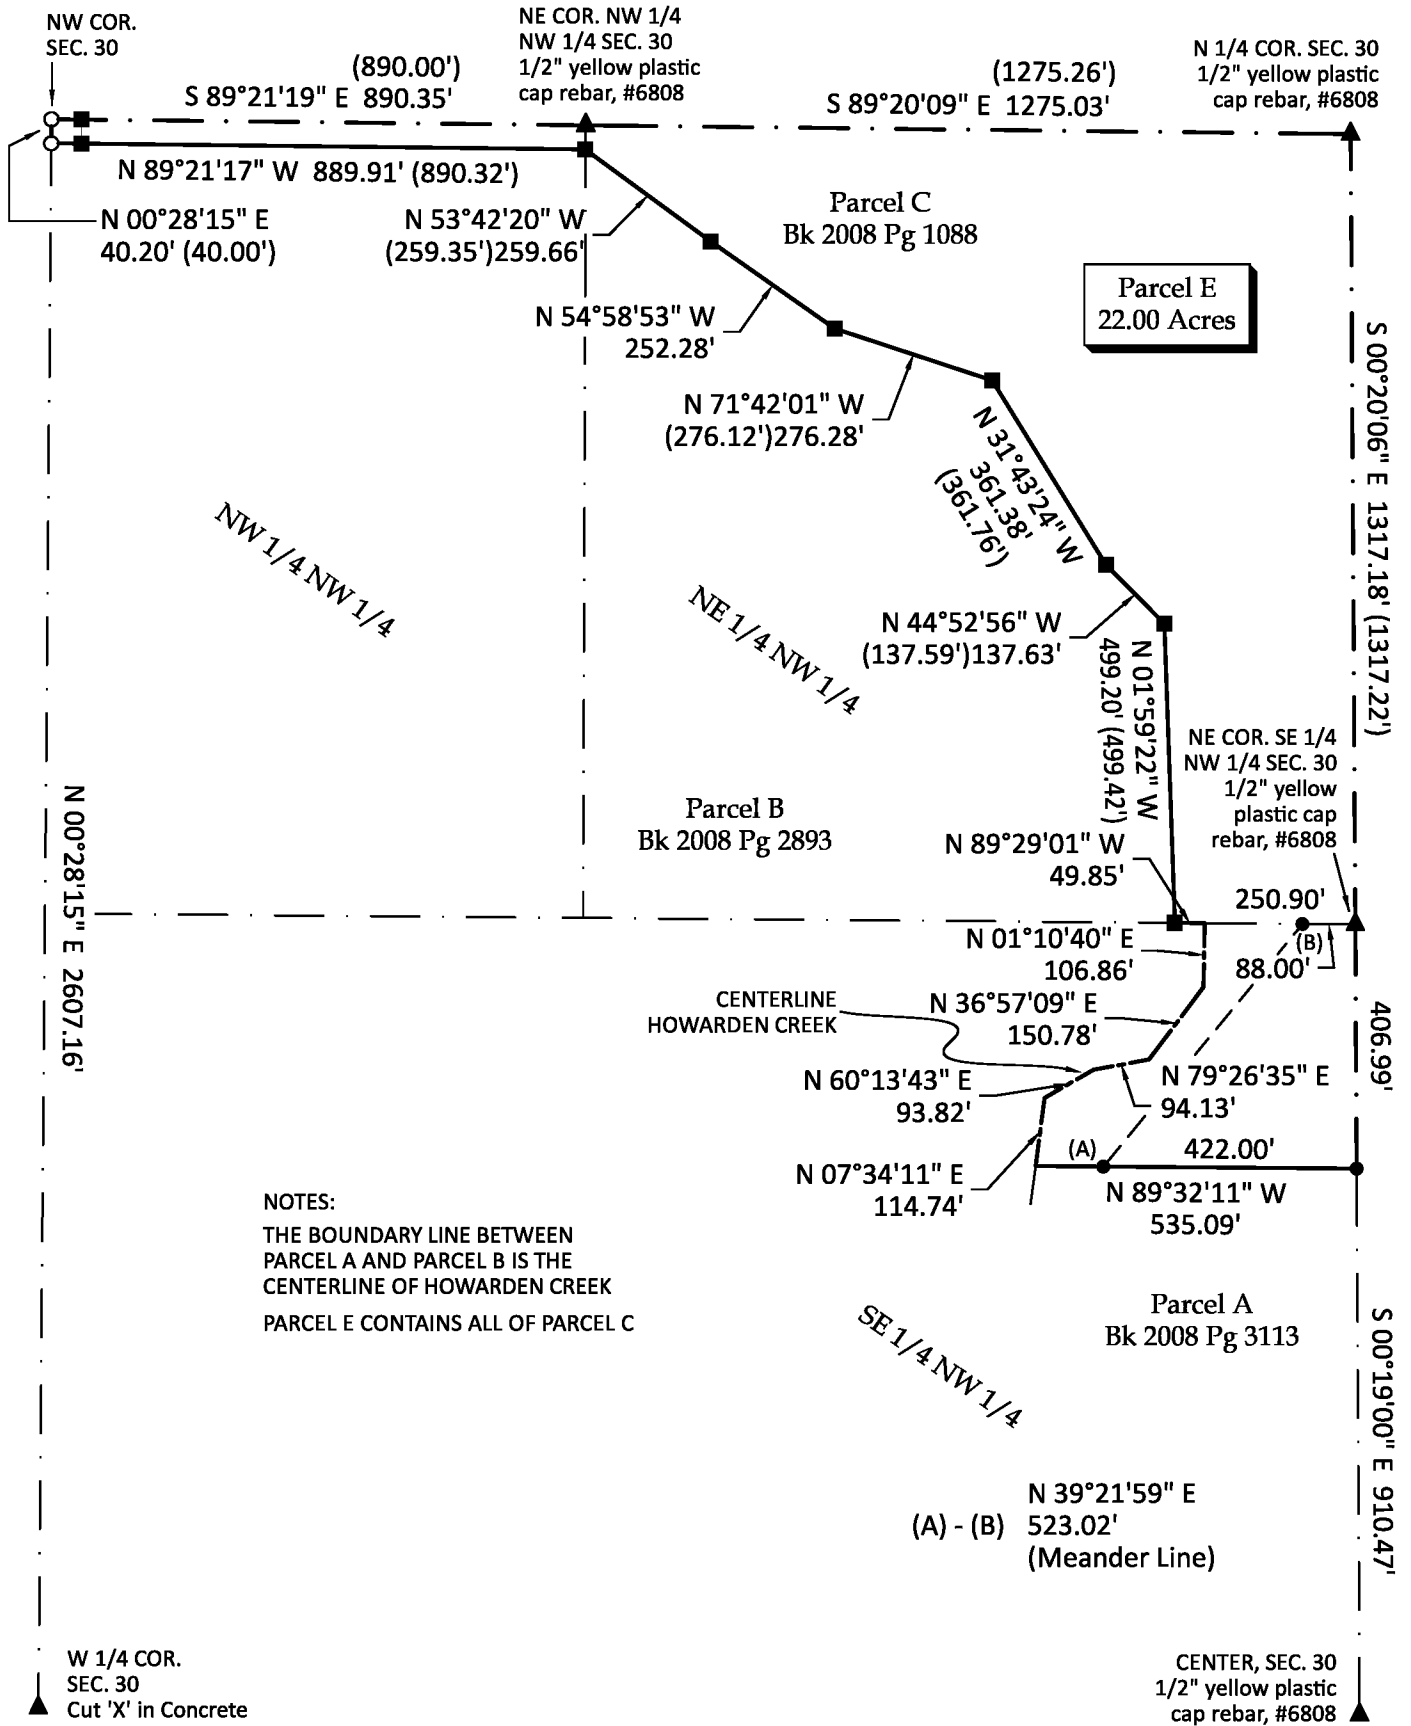 NW COR.
SEC. 30
NE COR. NW 1/4
NW 1/4 SEC. 30
1/2" yellow plastic
cap rebar, #6808
N 1/4 COR. SEC. 30
1/2" yellow plastic
cap rebar, #6808
(890.00')
S 89°21'19" E 890.35'
(1275.26')
S 89°20'09" E 1275.03'
N 89°21'17" W 889.91' (890.32')
N 00°28'15" E
40.20' (40.00')
N 53°42'20" W
(259.35')259.66'
Parcel C
Bk 2008 Pg 1088
Parcel E
22.00 Acres
N 54°58'53" W
252.28'
N 71°42'01" W
(276.12')276.28'
N 31°43'24" W
361.38'
(361.76')
S 00°20'06" E 1317.18' (1317.22')
NW 1/4 NW 1/4
NE 1/4 NW 1/4
N 44°52'56" W
(137.59')137.63'
N 01°59'22" W
499.20' (499.42')
NE COR. SE 1/4
NW 1/4 SEC. 30
1/2" yellow
plastic cap
rebar, #6808
N 00°28'15" E 2607.16'
Parcel B
Bk 2008 Pg 2893
N 89°29'01" W
49.85'
250.90'
(B)
88.00'
N 01°10'40" E
106.86'
CENTERLINE
HOWARDEN CREEK
N 36°57'09" E
150.78'
406.99'
N 60°13'43" E
93.82'
N 79°26'35" E
94.13'
(A)
422.00'
N 07°34'11" E
114.74'
N 89°32'11" W
535.09'
NOTES:
THE BOUNDARY LINE BETWEEN
PARCEL A AND PARCEL B IS THE
CENTERLINE OF HOWARDEN CREEK
PARCEL E CONTAINS ALL OF PARCEL C
Parcel A
Bk 2008 Pg 3113
SE 1/4 NW 1/4
S 00°19'00" E 910.47'
N 39°21'59" E
(A) - (B) 523.02'
(Meander Line)
W 1/4 COR.
SEC. 30
Cut 'X' in Concrete
CENTER, SEC. 30
1/2" yellow plastic
cap rebar, #6808